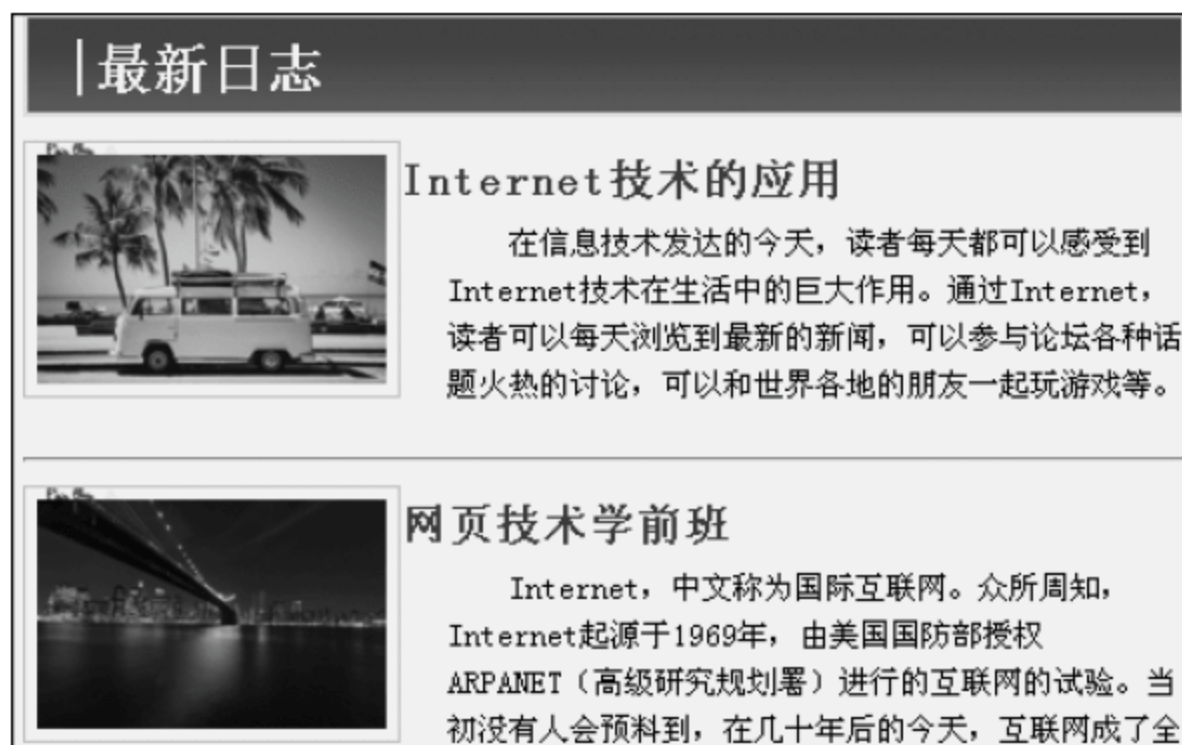 最新日志
Internet技术的应用
在信息技术发达的今天，读者每天都可以感受到
Internet技术在生活中的巨大作用。通过Internet，
读者可以每天浏览到最新的新闻，可以参与论坛各种话
题火热的讨论，可以和世界各地的朋友一起玩游戏等。
网页技术学前班
Internet，中文称为国际互联网。众所周知，
Internet起源于1969年，由美国国防部授权
ARPANET（高级研究规划署）进行的互联网的试验。当
初没有人会预料到，在几十年后的今天，互联网成了全